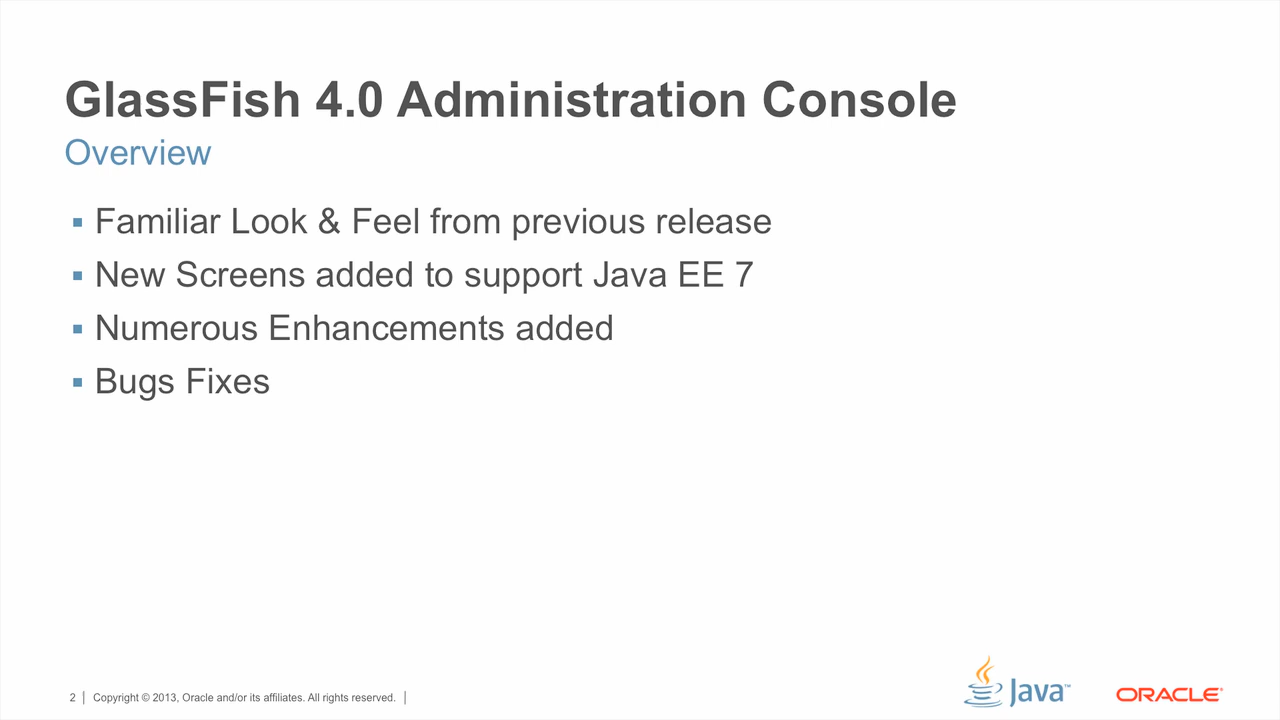 GlassFish 4.0 Administration Console
Overview
▪ Familiar Look & Feel from previous release
▪ New Screens added to support Java EE 7
▪ Numerous Enhancements added
▪ Bugs Fixes
2 | Copyright © 2013, Oracle and/or its affiliates. All rights reserved. |
Java™
ORACLE®